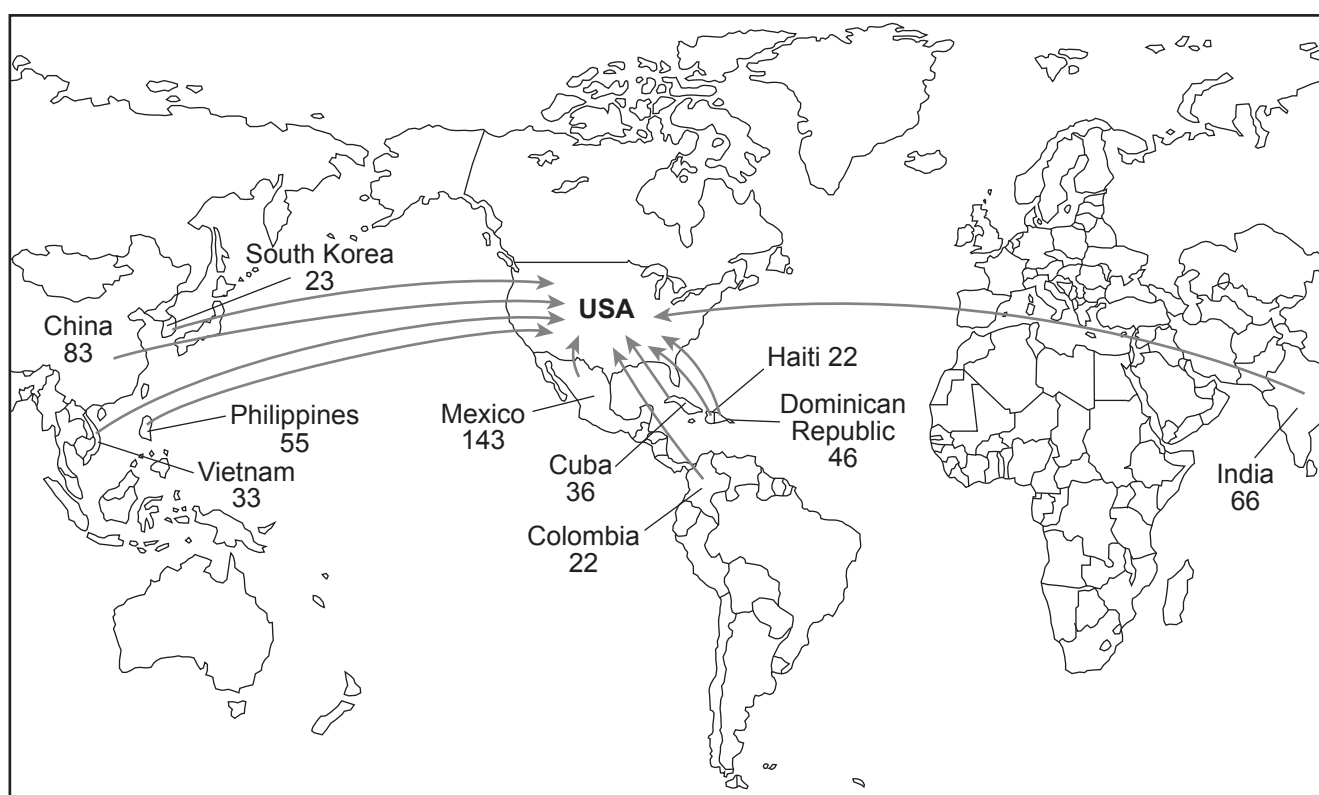 South Korea
23
China
83
USA
Haiti 22
Philippines
55
Mexico
143
Dominican
Republic
46
Vietnam
33
Cuba
36
India
66
Colombia
22